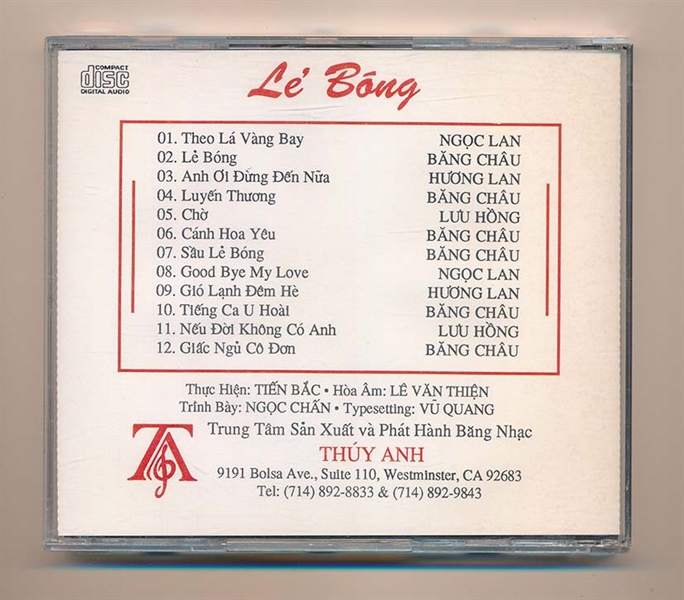 COMPACT
disc
DIGITAL AUDIO
Lẻ Bóng
01. Theo Lá Vàng Bay NGỌC LAN
02. Lẻ Bóng BĂNG CHÂU
03. Anh Ơi Đừng Đến Nữa HƯƠNG LAN
04. Luyến Thương BĂNG CHÂU
05. Chờ LƯU HỒNG
06. Cánh Hoa Yêu BĂNG CHÂU
07. Sầu Lẻ Bóng BĂNG CHÂU
08. Good Bye My Love NGỌC LAN
09. Gió Lạnh Đêm Hè HƯƠNG LAN
10. Tiếng Ca U Hoài BĂNG CHÂU
11. Nếu Đời Không Có Anh LƯU HỒNG
12. Giấc Ngủ Cô Đơn BĂNG CHÂU
Thực Hiện: TIẾN BẮC • Hòa Âm: LÊ VĂN THIỆN
Trình Bày: NGỌC CHẤN • Typesetting: VŨ QUANG
TA
Trung Tâm Sản Xuất và Phát Hành Băng Nhạc
THÚY ANH
9191 Bolsa Ave., Suite 110, Westminster, CA 92683
Tel: (714) 892-8833 & (714) 892-9843